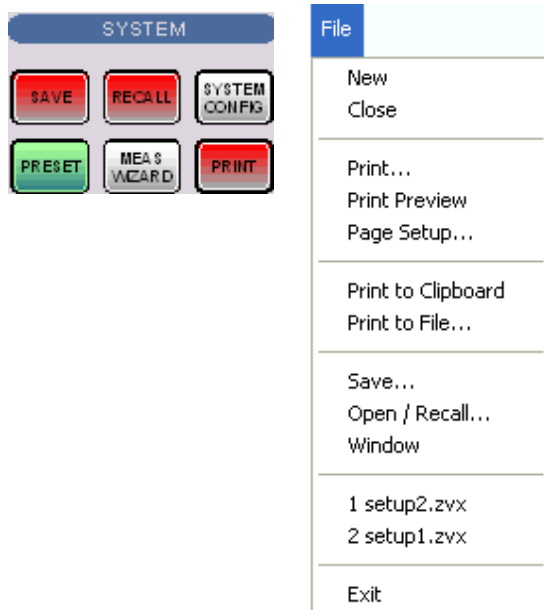 SYSTEM
SAVE
RECALL
SYSTEM
CONFIG
PRESET
MEAS
WIZARD
PRINT
File
New
Close
Print...
Print Preview
Page Setup...
Print to Clipboard
Print to File...
Save...
Open / Recall...
Window
1 setup2.zvx
2 setup1.zvx
Exit